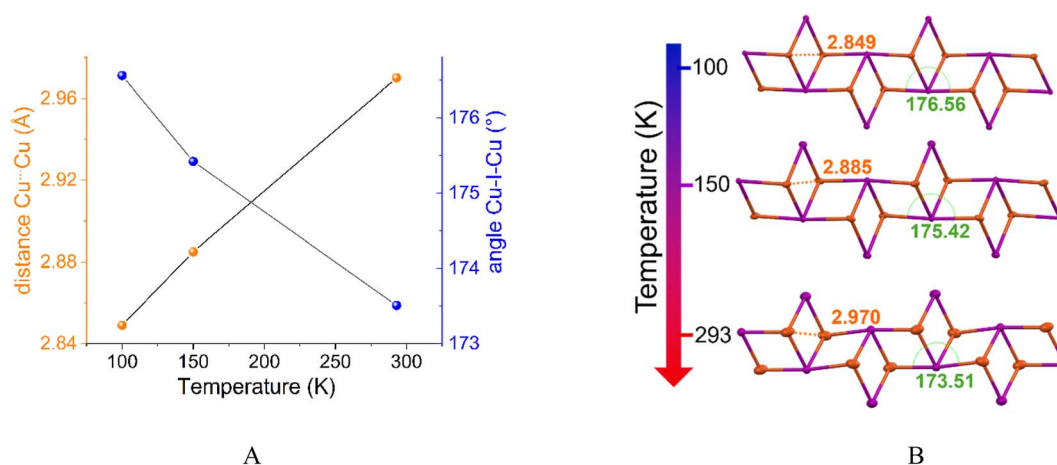 distance Cu···Cu (Å)
2.96
2.92
2.88
2.84
176
175
174
173
angle Cu-I-Cu (°)
100 150 200 250 300
Temperature (K)
A
Temperature (K)
100
150
293
2.849
176.56
2.885
175.42
2.970
173.51
B